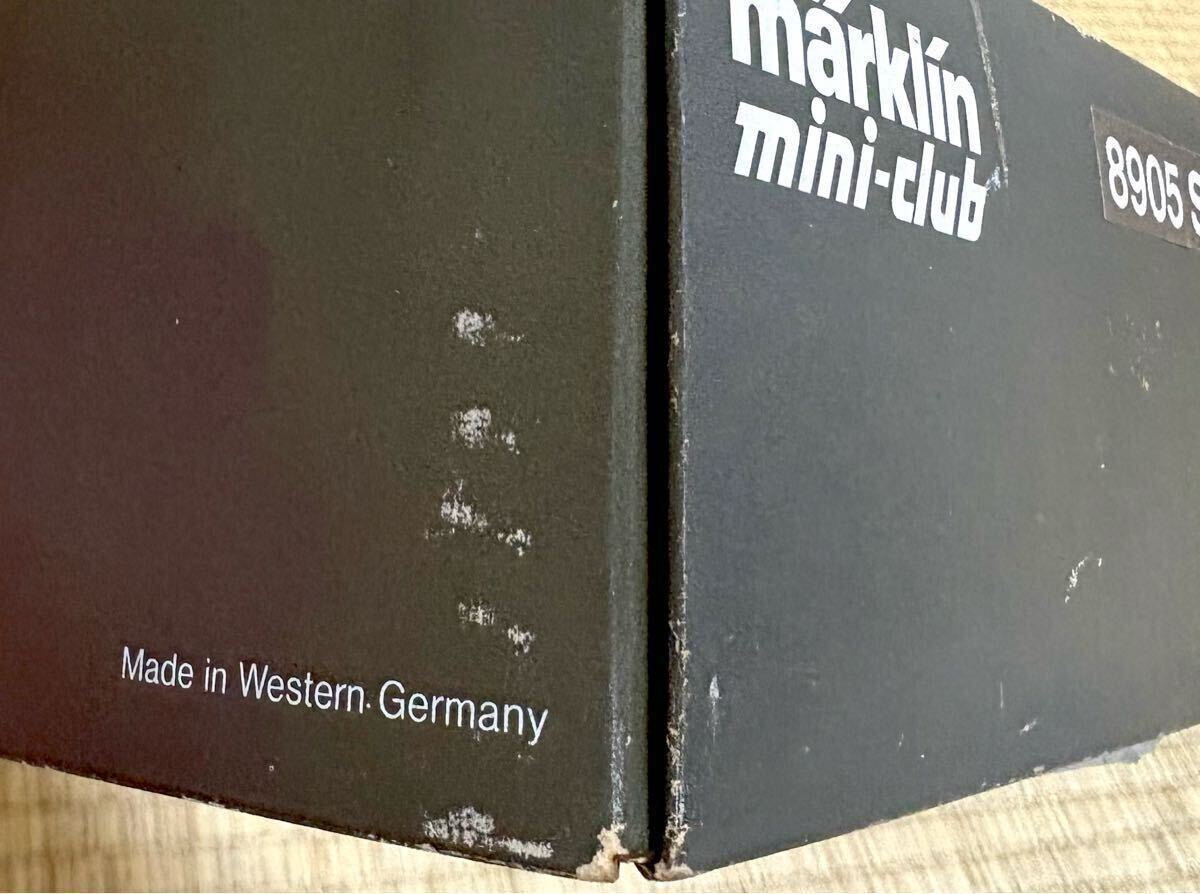 märklin
mini-club
8905 S
Made in Western Germany